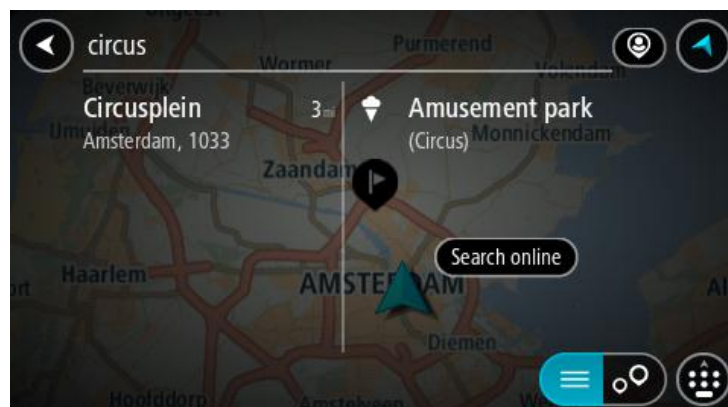 circus
Purmerend
Wormer
Volendam
Beverwijk
Circusplein
3 mi
Amusement park
Amsterdam, 1033
(Circus)
Monnickendam
Zaandam
Search online
Haarlem
AMSTERDAM
Diemen
Hoofddorp
Amstelveen